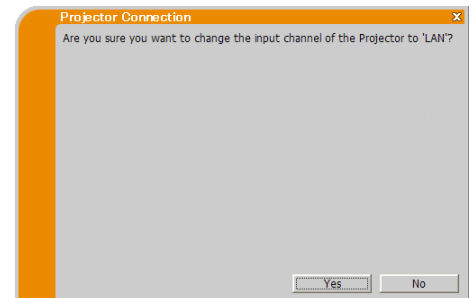 Projector Connection x
Are you sure you want to change the input channel of the Projector to 'LAN'?
Yes No